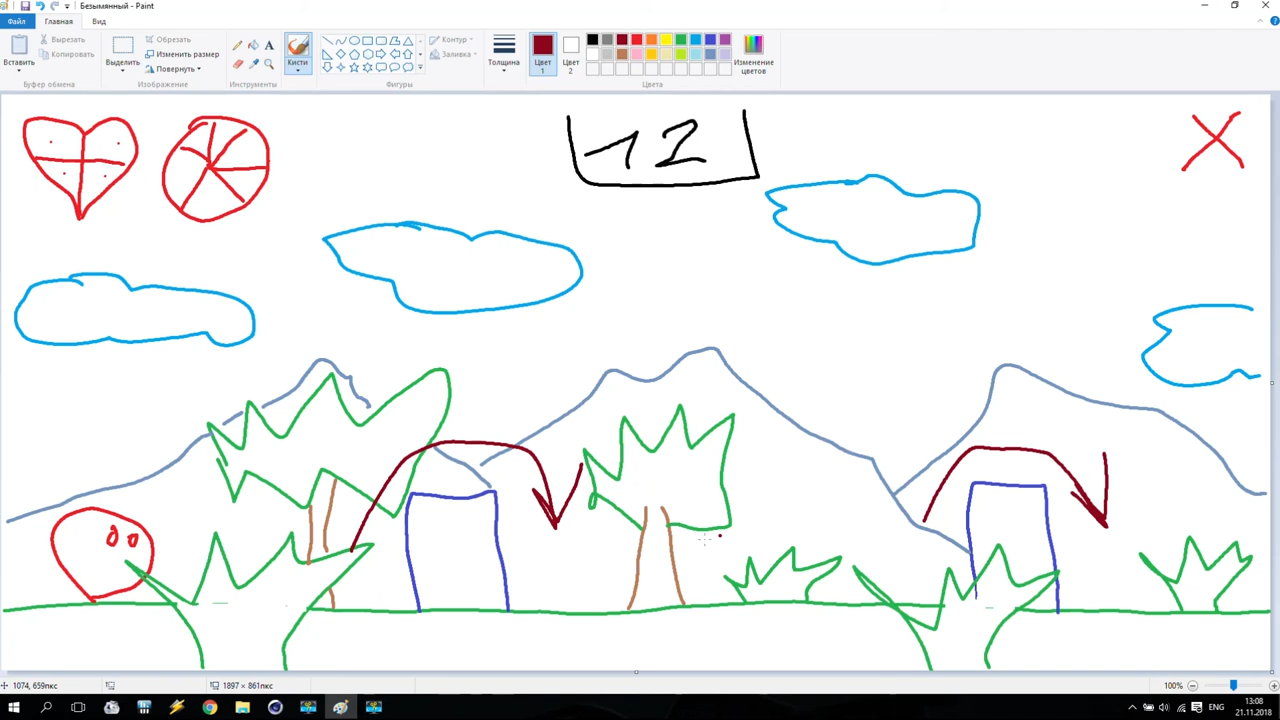 Безымянный - Paint
Файл
Главная
Вид
Вставить
Вырезать
Копировать
Буфер обмена
Выделить
Обрезать
Изменить размер
Повернуть
Изображение
A
Инструменты
Кисти
Контур
Заливка
Фигуры
Толщина
Цвет 1
Цвет 2
Изменение цветов
Цвета
12
1074, 659пкс
1897 × 861пкс
100%
ENG
13:08
21.11.2018